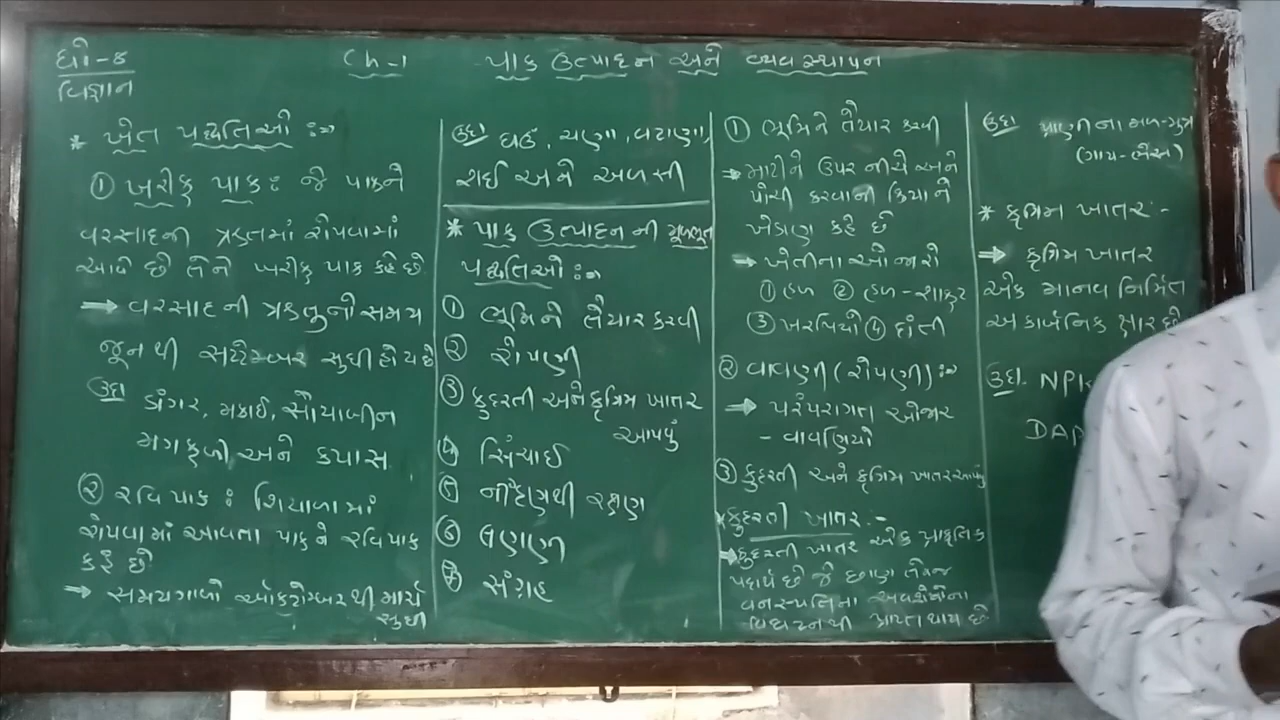 ધો-૮
વિજ્ઞાન
Ch-1 પાક ઉત્પાદન અને વ્યવસ્થાપન
* ખેત પદ્ધતિઓ :→
① ખરીફ પાક : જે પાકને
વરસાદની ઋતુમાં રોપવામાં
આવે છે તેને ખરીફ પાક કહે છે
⇒ વરસાદની ઋતુનો સમય
જૂનથી સપ્ટેમ્બર સુધી હોય છે
ઉદા ડાંગર, મકાઈ, સોયાબીન
મગફળી અને કપાસ
② રવિ પાક : શિયાળામાં
રોપવામાં આવતા પાકને રવિ પાક
કહે છે
⇒ સમયગાળો ઓક્ટોમ્બરથી માર્ચ
સુધી
ઉદા ઘઉં, ચણા, વટાણા,
રાઈ અને અળસી
* પાક ઉત્પાદનની મૂળભૂત
પદ્ધતિઓ :→
① ભૂમિને તૈયાર કરવી
② રોપણી
③ કુદરતી અને કૃત્રિમ ખાતર
આપવું
④ સિંચાઈ
⑤ નીંદણથી રક્ષણ
⑥ લણણી
⑦ સંગ્રહ
① ભૂમિને તૈયાર કરવી
⇒ માટીને ઉપર નીચે અને
પોચી કરવાની ક્રિયાને
ખેડાણ કહે છે
⇒ ખેતીના ઓજારો
① હળ ② હળ-શાફ્ટ
③ ખરપિયો ④ દાંતી
② વાવણી (રોપણી) :→
⇒ પરંપરાગત ઓજાર
- વાવણિયો
③ કુદરતી અને કૃત્રિમ ખાતર આપવું
* કુદરતી ખાતર :-
⇒ કુદરતી ખાતર એક પ્રાકૃતિક
પદાર્થ છે જે છાણ તેમજ
વનસ્પતિના અવશેષોના
વિઘટનથી પ્રાપ્ત થાય છે
ઉદા પ્રાણીના મળ-મુત્ર
(ગાય-ભેંસ)
* કૃત્રિમ ખાતર :-
⇒ કૃત્રિમ ખાતર
એક માનવ નિર્મિત
અકાર્બનિક ક્ષાર છે
ઉદા. NPK
DAP